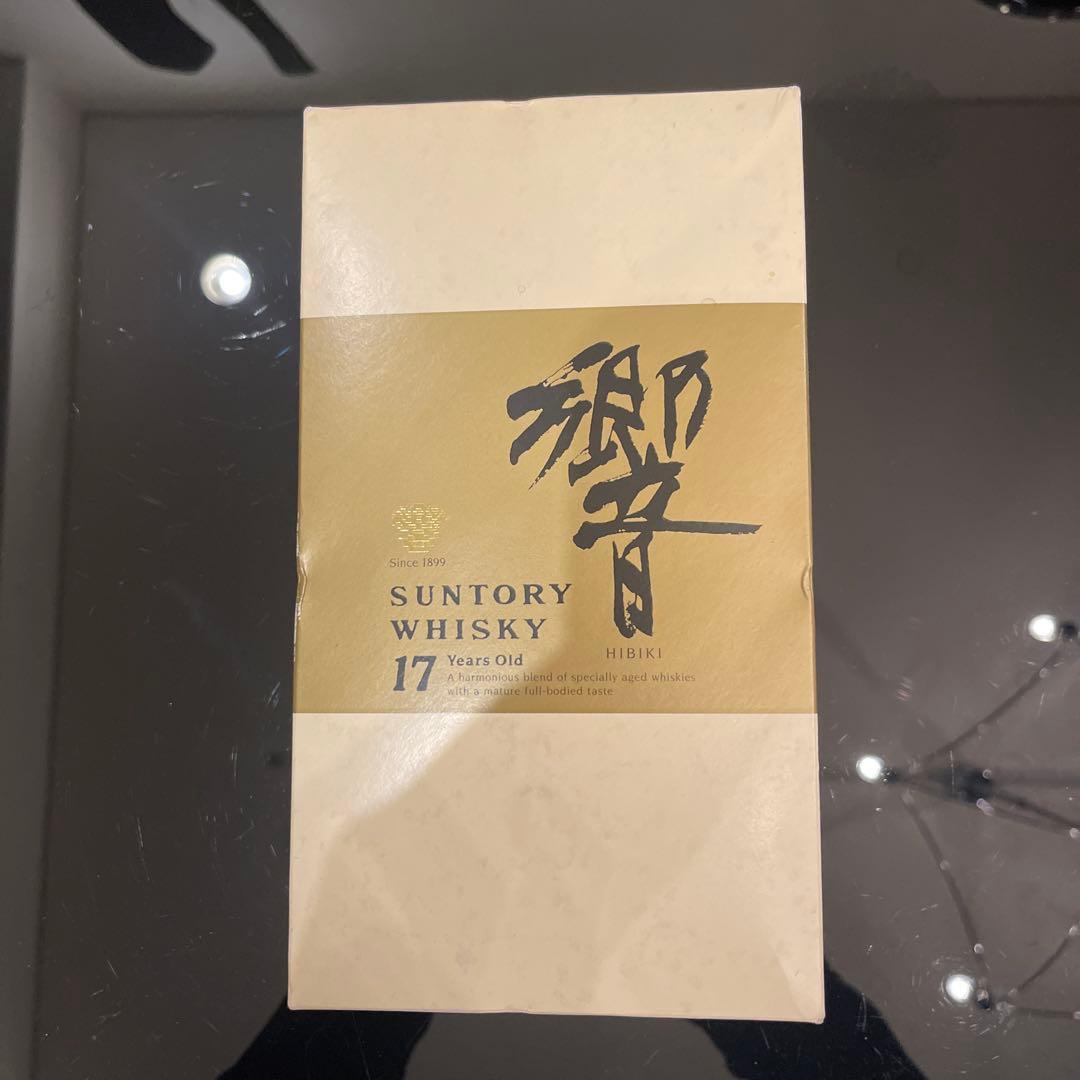 響
Since 1899
SUNTORY
WHISKY
HIBIKI
17 Years Old
A harmonious blend of specially aged whiskies
with a mature full-bodied taste